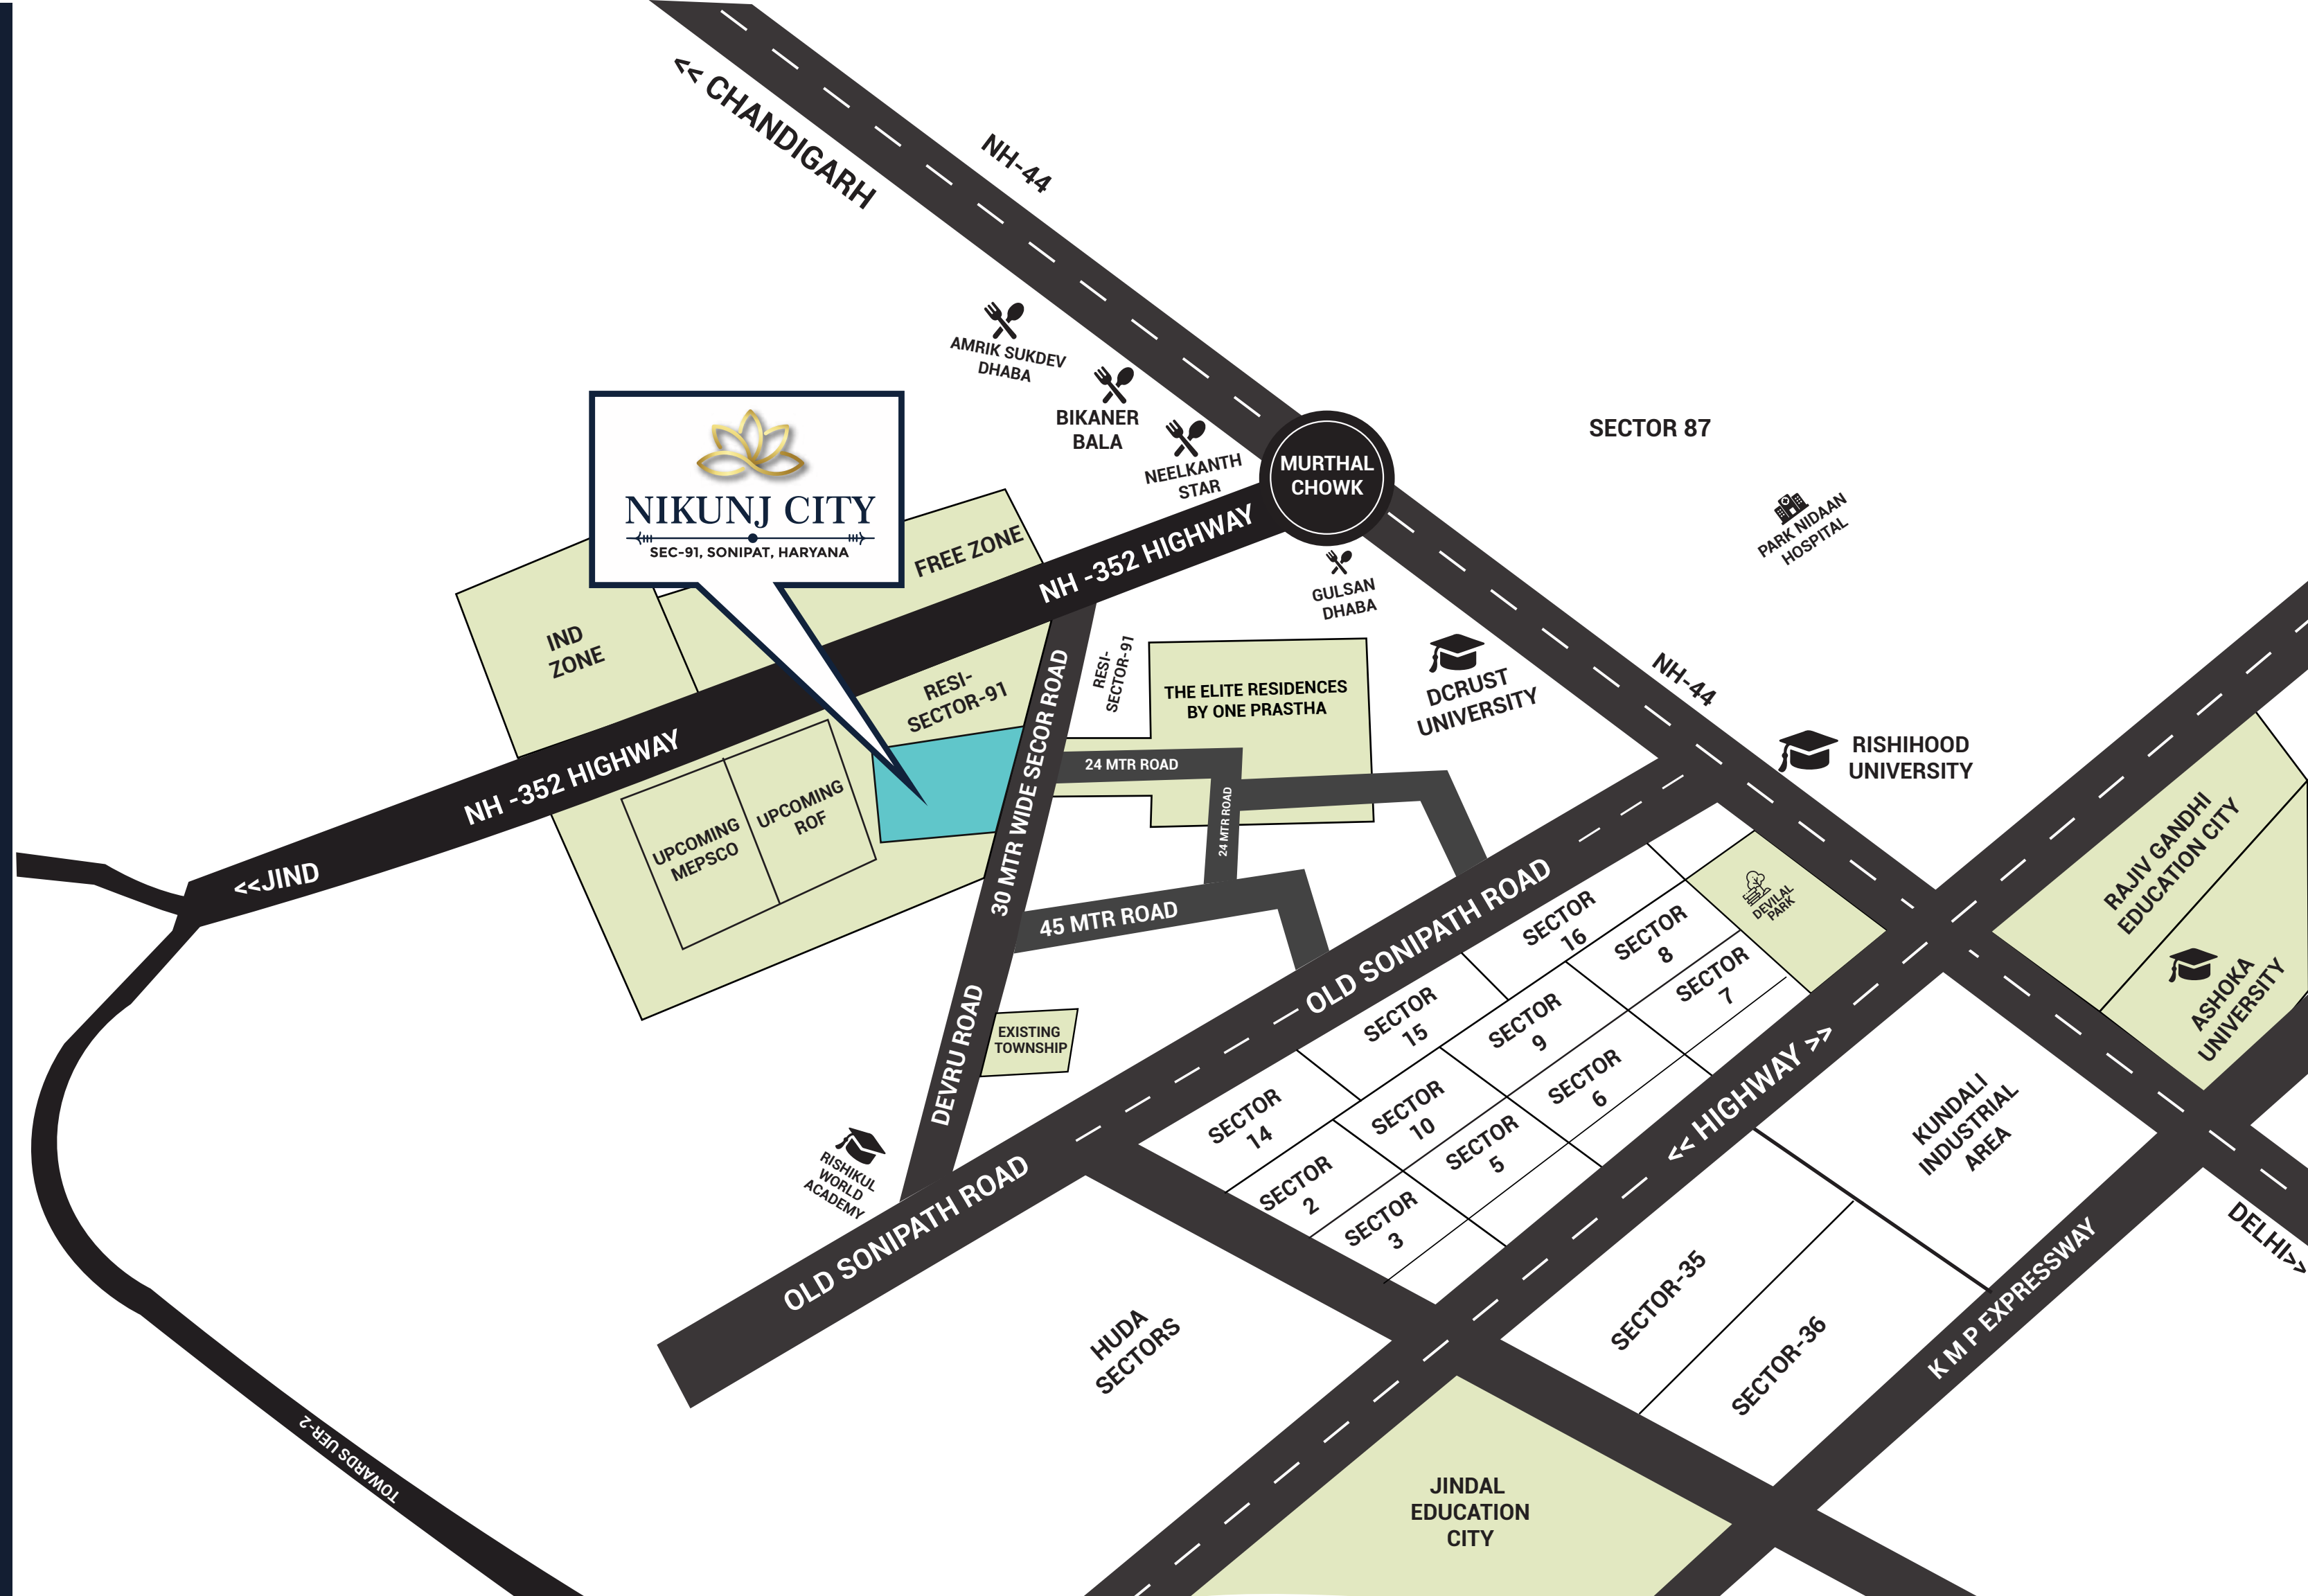 << CHANDIGARH
NH-44
AMRIK SUKDEV
DHABA
BIKANER
BALA
NEELKANTH
STAR
MURTHAL
CHOWK
SECTOR 87
PARK NIDAAN
HOSPITAL
NIKUNJ CITY
SEC-91, SONIPAT, HARYANA
FREE ZONE
NH -352 HIGHWAY
GULSAN
DHABA
IND
ZONE
RESI-
SECTOR-91
RESI-
SECTOR-91
THE ELITE RESIDENCES
BY ONE PRASTHA
DCRUST
UNIVERSITY
NH-44
RISHIHOOD
UNIVERSITY
30 MTR WIDE SECOR ROAD
24 MTR ROAD
24 MTR ROAD
NH -352 HIGHWAY
UPCOMING
MEPSCO
UPCOMING
ROF
<<JIND
45 MTR ROAD
OLD SONIPATH ROAD
DEVILAL
PARK
RAJIV GANDHI
EDUCATION CITY
ASHOKA
UNIVERSITY
SECTOR
16
SECTOR
8
SECTOR
7
SECTOR
15
SECTOR
9
SECTOR
6
SECTOR
14
SECTOR
10
SECTOR
5
SECTOR
2
SECTOR
3
EXISTING
TOWNSHIP
DEVRU ROAD
RISHIKUL
WORLD
ACADEMY
OLD SONIPATH ROAD
<< HIGHWAY >>
KUNDALI
INDUSTRIAL
AREA
DELHI>>
K M P EXPRESSWAY
SECTOR-35
SECTOR-36
HUDA
SECTORS
TOWARDS UER-2
JINDAL
EDUCATION
CITY